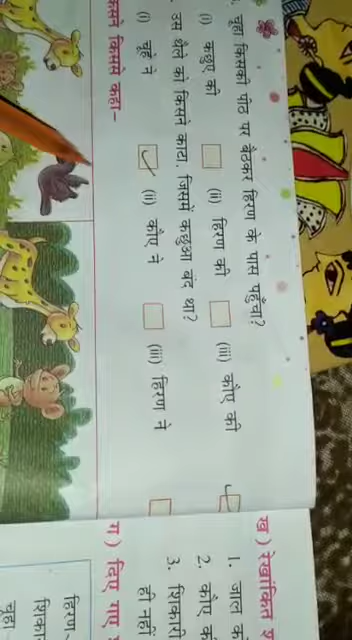 चूहा किसकी पीठ पर बैठकर हिरण के पास पहुँचा?
(i) कछुए की (ii) हिरण की (iii) कौए की
उस थैले को किसने काटा, जिसमें कछुआ बंद था?
(i) चूहे ने (ii) कौए ने (iii) हिरण ने
किसने किससे कहा-
ख) रेखांकित
1. जाल
2. कौए
3. शिकारी
ही नहीं
ग) दिए गए
हिरण
चूहा